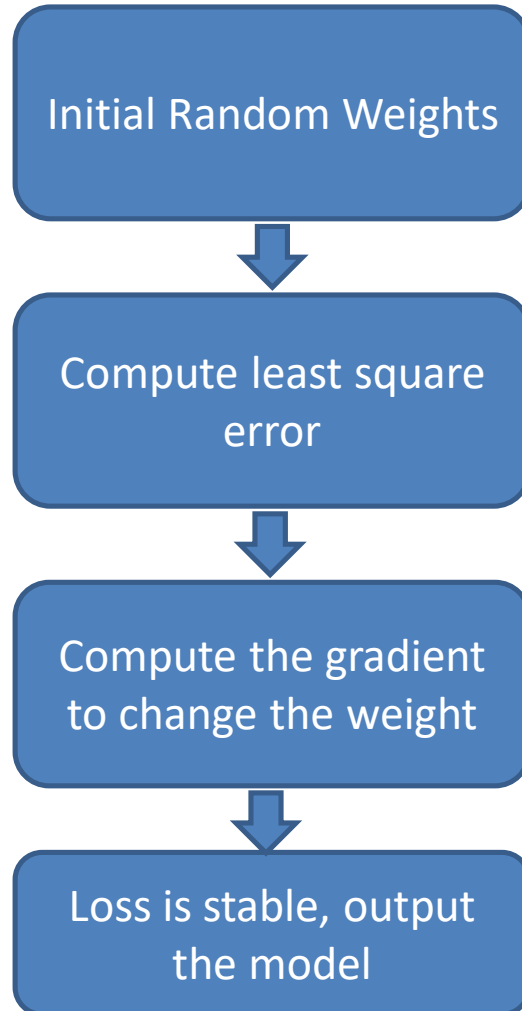 Initial Random Weights
Compute least square
error
Compute the gradient
to change the weight
Loss is stable, output
the model